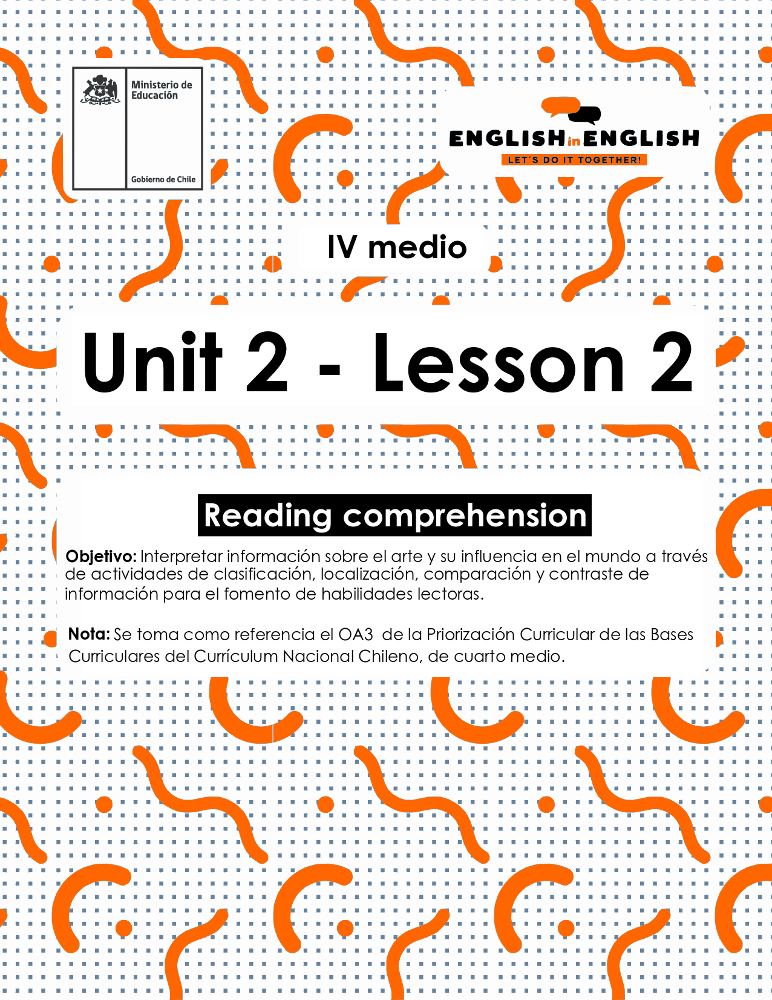 Ministerio de
Educación
Gobierno de Chile
ENGLISH in ENGLISH
LET'S DO IT TOGETHER!
IV medio
Unit 2 - Lesson 2
Reading comprehension
Objetivo: Interpretar información sobre el arte y su influencia en el mundo a través
de actividades de clasificación, localización, comparación y contraste de
información para el fomento de habilidades lectoras.
Nota: Se toma como referencia el OA3 de la Priorización Curricular de las Bases
Curriculares del Currículum Nacional Chileno, de cuarto medio.